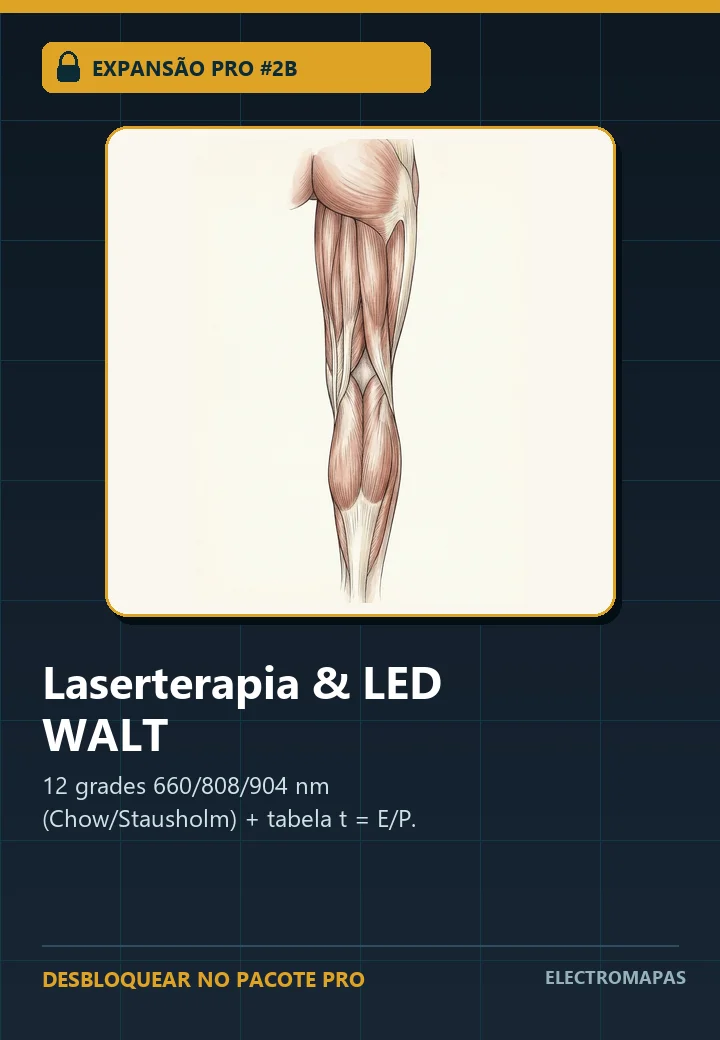 EXPANSÃO PRO #2B
Laserterapia & LED
WALT
12 grades 660/808/904 nm
(Chow/Stausholm) + tabela t = E/P.
DESBLOQUEAR NO PACOTE PRO
ELECTROMAPAS